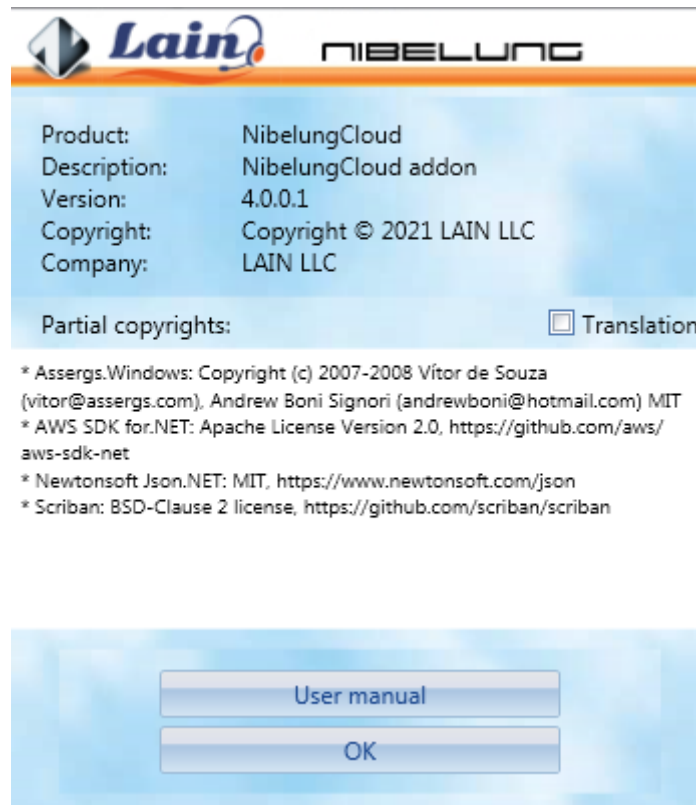 Lain NIBELUNG
Product: NibelungCloud
Description: NibelungCloud addon
Version: 4.0.0.1
Copyright: Copyright © 2021 LAIN LLC
Company: LAIN LLC
Partial copyrights: Translation
* Assergs.Windows: Copyright (c) 2007-2008 Vítor de Souza
(vitor@assergs.com), Andrew Boni Signori (andrewboni@hotmail.com) MIT
* AWS SDK for.NET: Apache License Version 2.0, https://github.com/aws/
aws-sdk-net
* Newtonsoft Json.NET: MIT, https://www.newtonsoft.com/json
* Scriban: BSD-Clause 2 license, https://github.com/scriban/scriban
User manual
OK